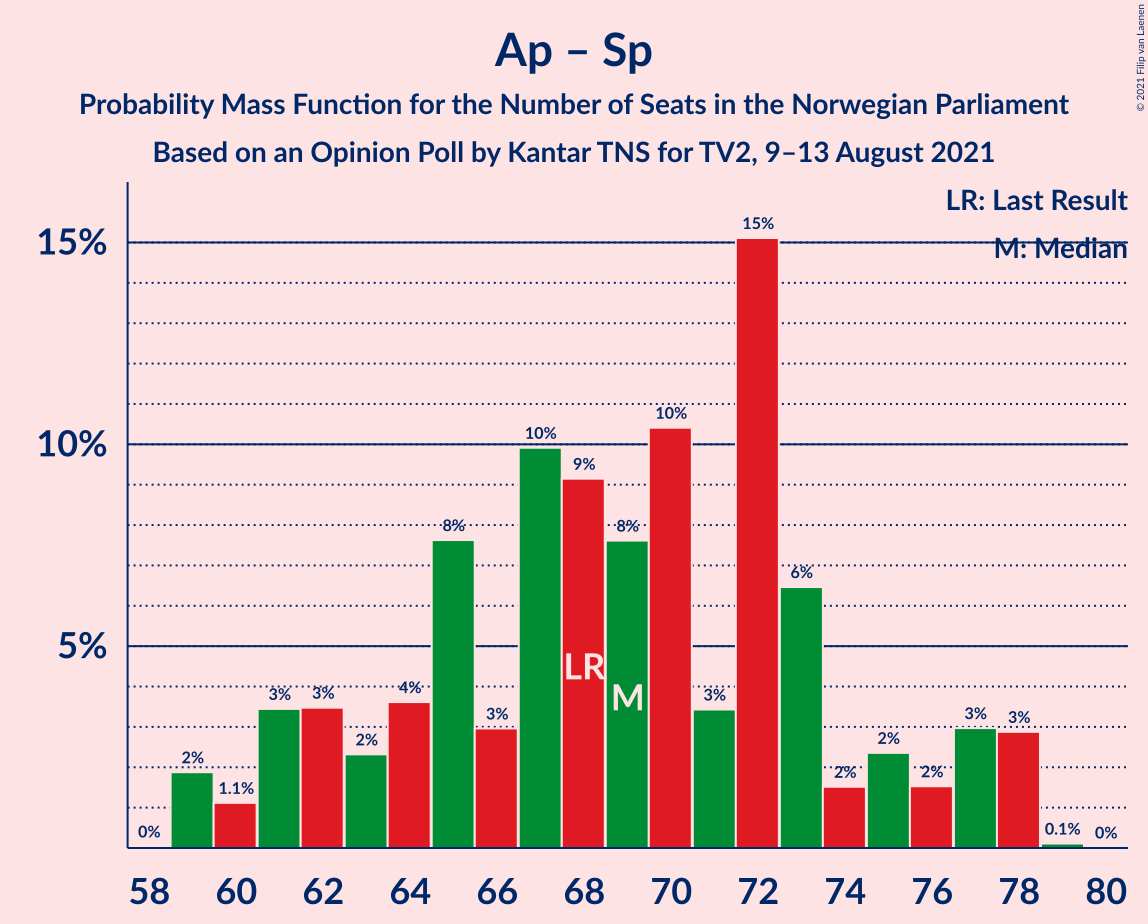 Ap – Sp
Probability Mass Function for the Number of Seats in the Norwegian Parliament
Based on an Opinion Poll by Kantar TNS for TV2, 9–13 August 2021
© 2021 Filip van Laenen
LR: Last Result
M: Median
15%
10%
5%
0%
2%
1.1%
3%
3%
2%
4%
8%
3%
10%
9%
8%
10%
3%
15%
6%
2%
2%
2%
3%
3%
0.1%
0%
LR
M
58 60 62 64 66 68 70 72 74 76 78 80